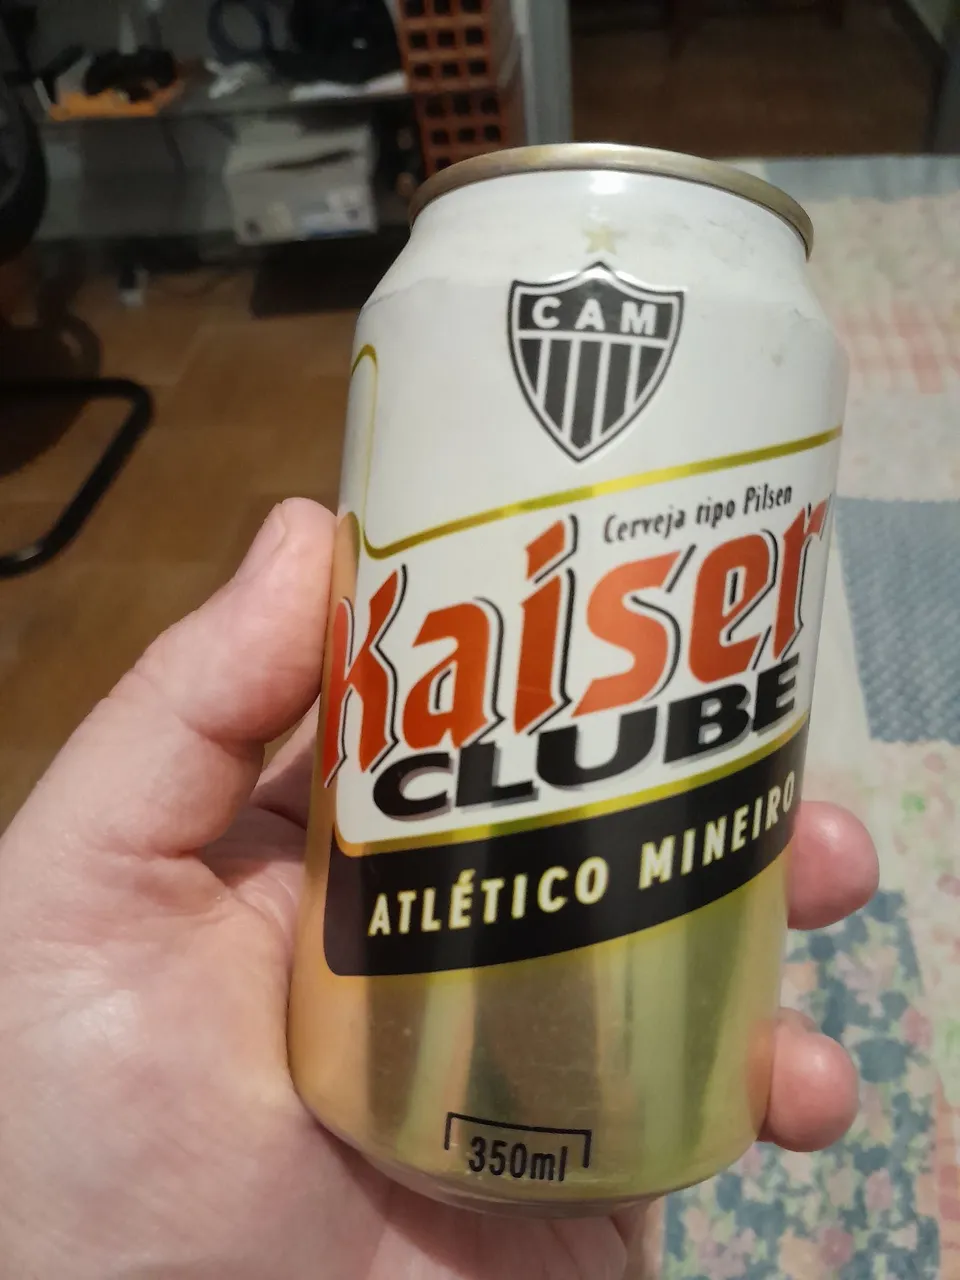 CAM
Cerveja tipo Pilsen
Kaiser
CLUBE
ATLÉTICO MINEIRO
350ml